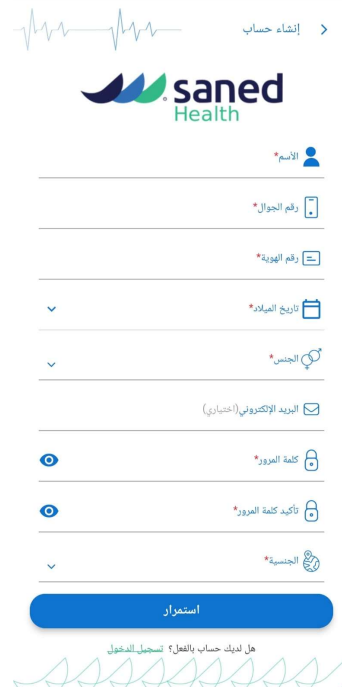 إنشاء حساب
saned
Health
الأسم*
رقم الجوال*
رقم الهوية*
تاريخ الميلاد*
الجنس*
البريد الإلكتروني(اختياري)
كلمة المرور*
تأكيد كلمة المرور*
الجنسية*
استمرار
هل لديك حساب بالفعل؟ تسجيل الدخول